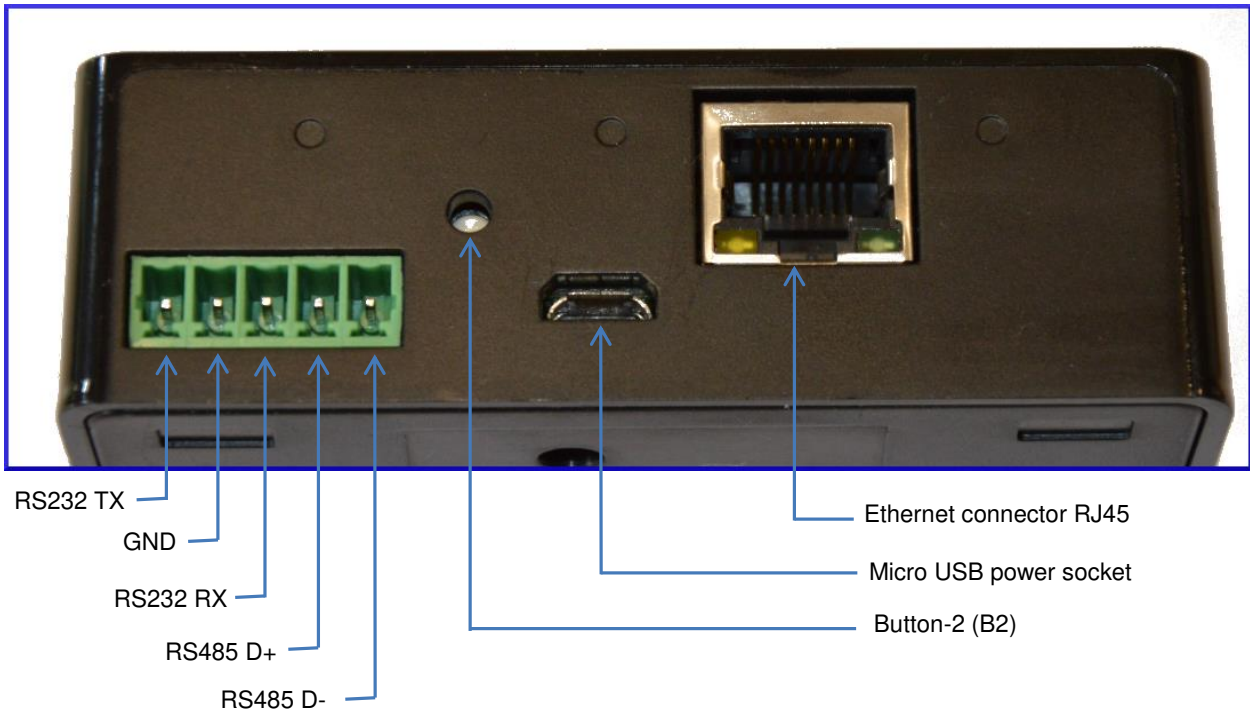 RS232 TX
GND
RS232 RX
RS485 D+
RS485 D-
Ethernet connector RJ45
Micro USB power socket
Button-2 (B2)